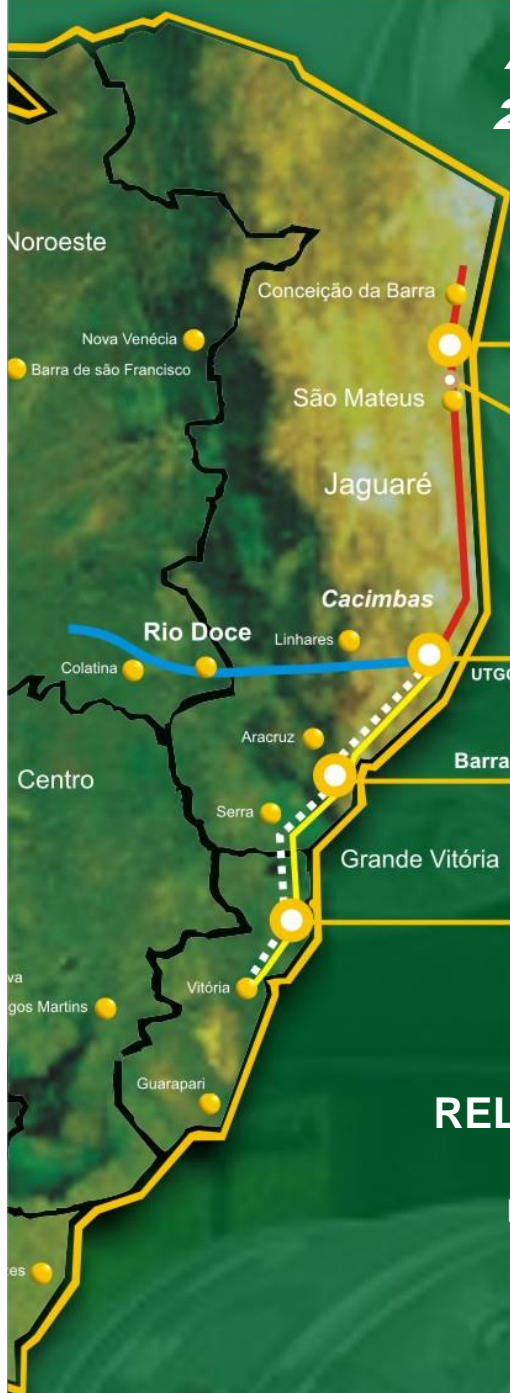 Noroeste
Conceição da Barra
Nova Venécia
Barra de são Francisco
São Mateus
Jaguaré
Cacimbas
Rio Doce
Linhares
Colatina
UTGC
Aracruz
Barra
Centro
Serra
Grande Vitória
Vitória
Martins
Guarapari